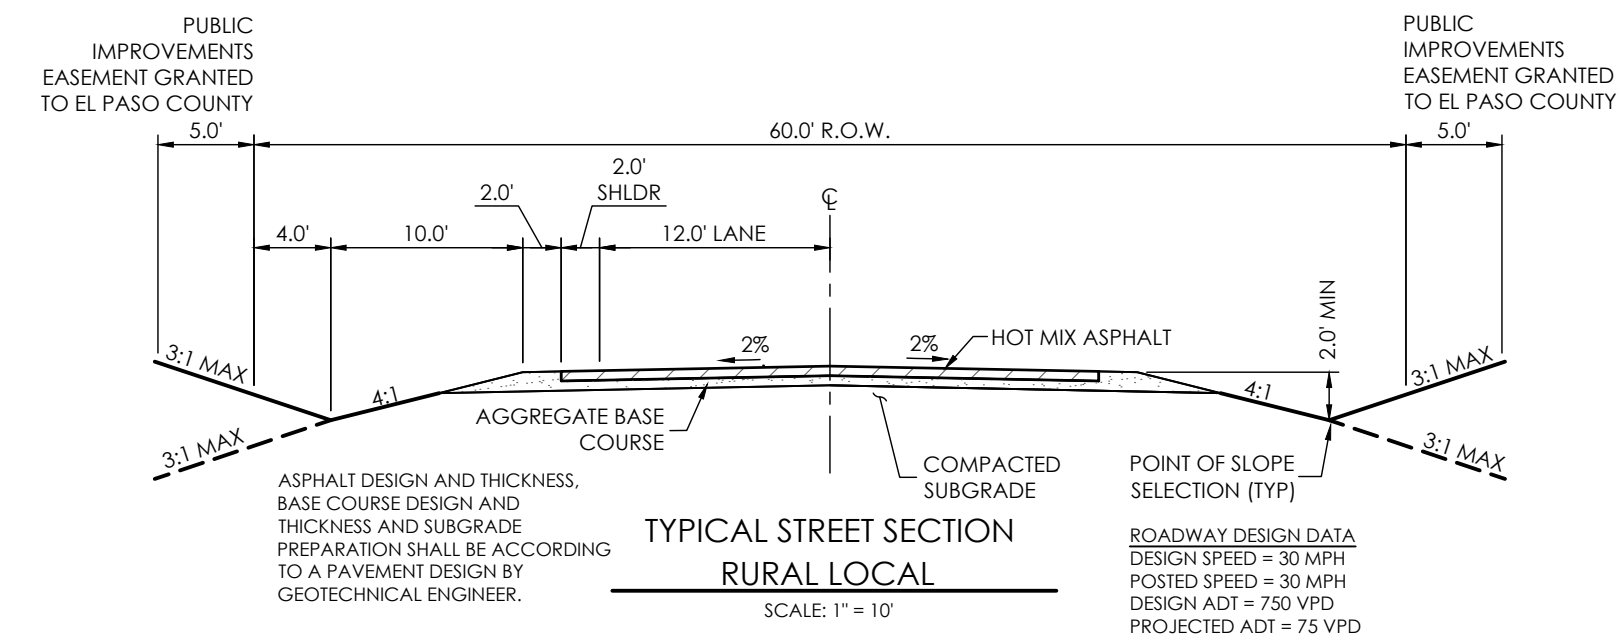 PUBLIC
IMPROVEMENTS
EASEMENT GRANTED
TO EL PASO COUNTY
PUBLIC
IMPROVEMENTS
EASEMENT GRANTED
TO EL PASO COUNTY
5.0'
60.0' R.O.W.
5.0'
2.0'
2.0'
SHLDR
℄
4.0'
10.0'
12.0' LANE
2.0' MIN
2%
2%
HOT MIX ASPHALT
3:1 MAX
4:1
4:1
3:1 MAX
AGGREGATE BASE
COURSE
3:1 MAX
3:1 MAX
COMPACTED
SUBGRADE
POINT OF SLOPE
SELECTION (TYP)
ASPHALT DESIGN AND THICKNESS,
BASE COURSE DESIGN AND
THICKNESS AND SUBGRADE
PREPARATION SHALL BE ACCORDING
TO A PAVEMENT DESIGN BY
GEOTECHNICAL ENGINEER.
TYPICAL STREET SECTION
RURAL LOCAL
SCALE: 1" = 10'
ROADWAY DESIGN DATA
DESIGN SPEED = 30 MPH
POSTED SPEED = 30 MPH
DESIGN ADT = 750 VPD
PROJECTED ADT = 75 VPD